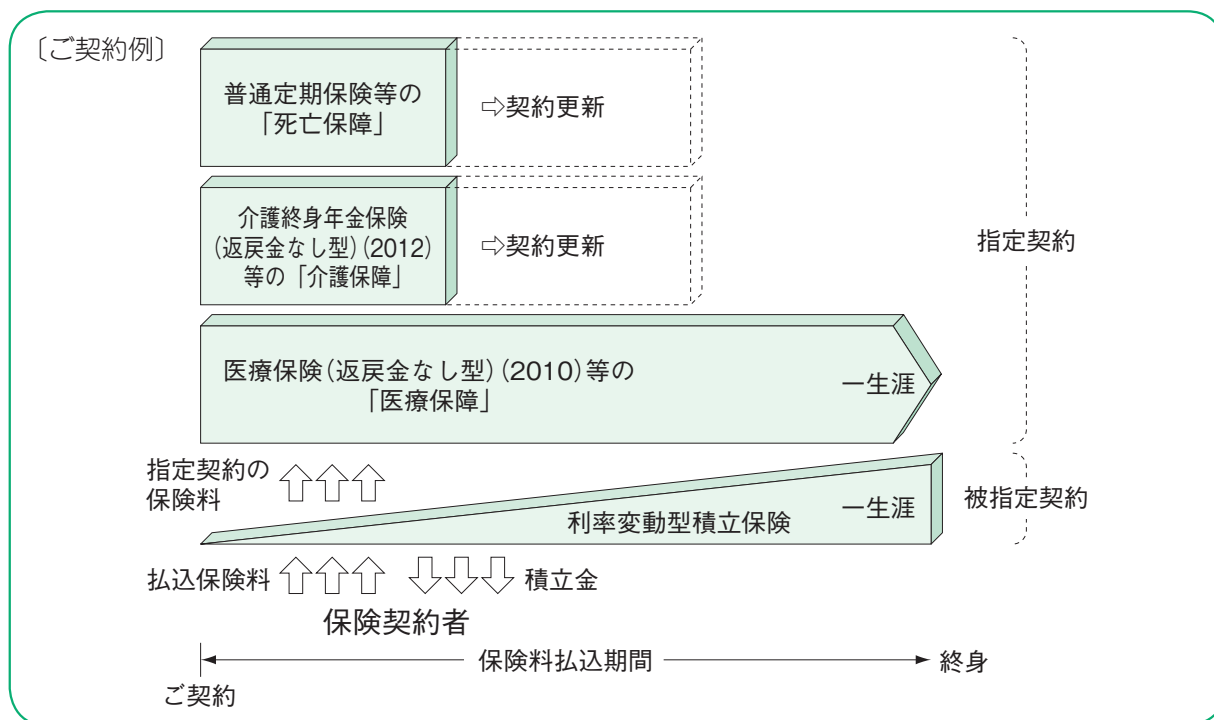 〔ご契約例〕
普通定期保険等の
「死亡保障」
⇨契約更新
介護終身年金保険
(返戻金なし型)(2012)
等の「介護保障」
⇨契約更新
指定契約
医療保険(返戻金なし型)(2010)等の
「医療保障」
一生涯
指定契約の
保険料
利率変動型積立保険
一生涯
被指定契約
払込保険料
積立金
保険契約者
保険料払込期間
終身
ご契約